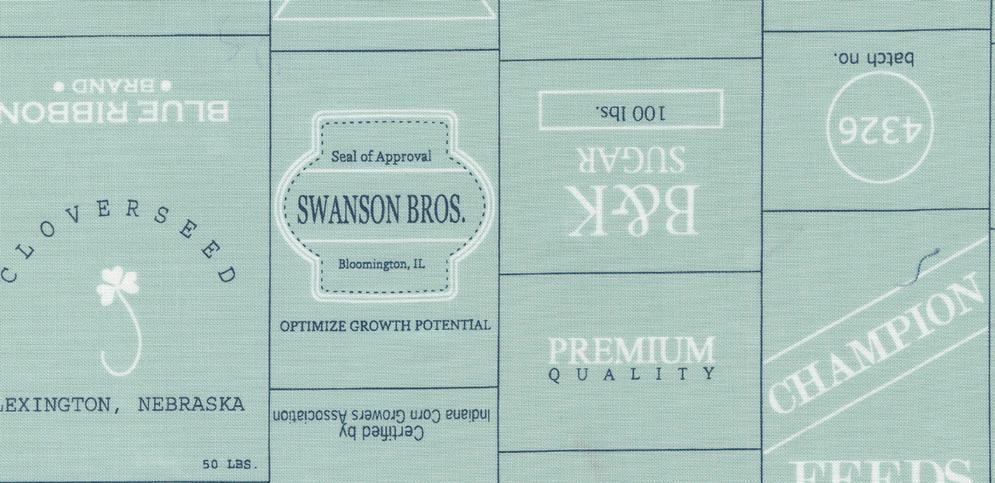 BLUE RIBBON
• BRAND •
CLOVERSEED
LEXINGTON, NEBRASKA
50 LBS.
Seal of Approval
SWANSON BROS.
Bloomington, IL
OPTIMIZE GROWTH POTENTIAL
Certified by
Indiana Corn Growers Association
B&K
SUGAR
100 lbs.
PREMIUM
QUALITY
4326
batch no.
CHAMPION
FEEDS